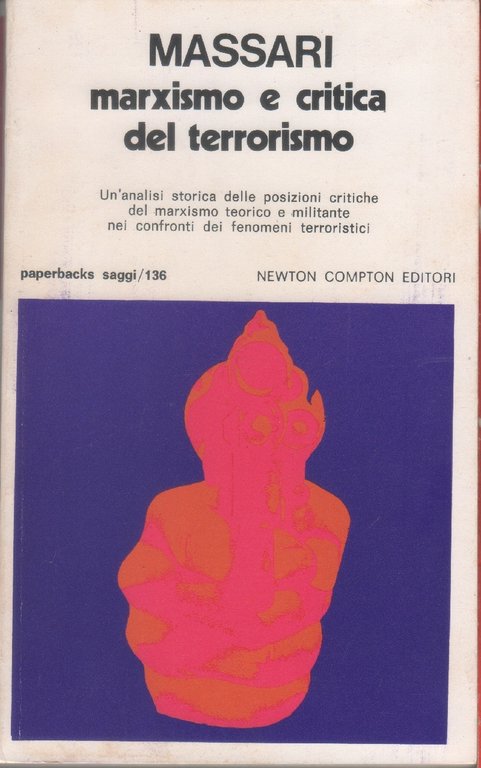 MASSARI
marxismo e critica
del terrorismo
Un'analisi storica delle posizioni critiche
del marxismo teorico e militante
nei confronti dei fenomeni terroristici
paperbacks saggi/136 NEWTON COMPTON EDITORI